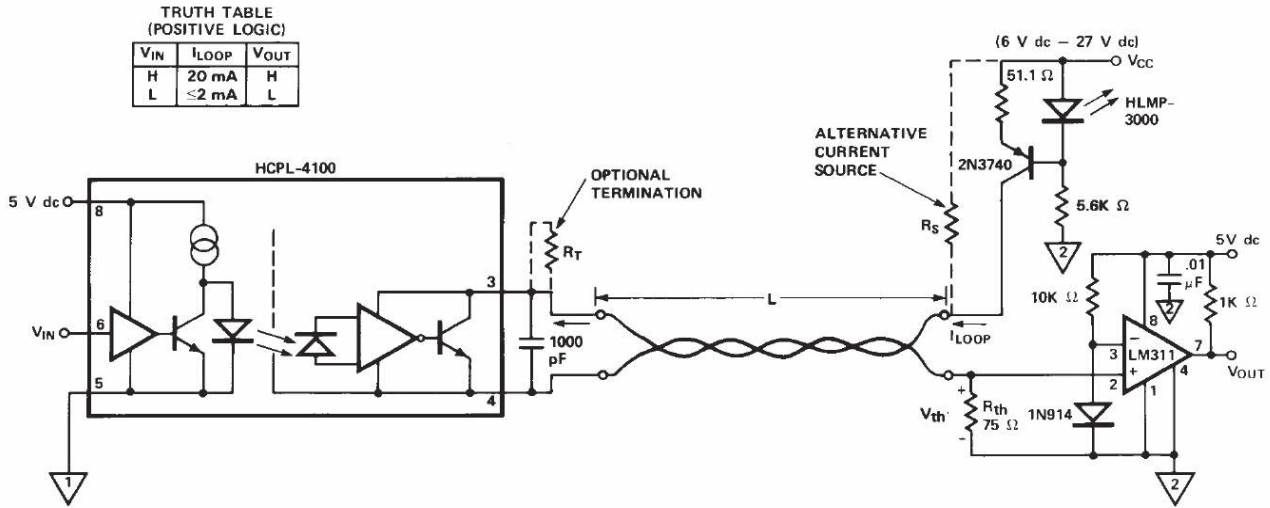 TRUTH TABLE
(POSITIVE LOGIC)
VIN ILOOP VOUT
H 20 mA H
L ≤2 mA L
(6 V dc – 27 V dc)
VCC
51.1 Ω
HLMP-
3000
2N3740
ALTERNATIVE
CURRENT
SOURCE
HCPL-4100
OPTIONAL
TERMINATION
5 V dc
8
5.6K Ω
RS
RT
2
3
5V dc
.01
µF
2
10K Ω
1K Ω
L
VIN
6
1000
pF
ILOOP
8
–
3
LM311
7
+
2
4
1
VOUT
5
4
Vth
+
–
Rth
75 Ω
1N914
1
2